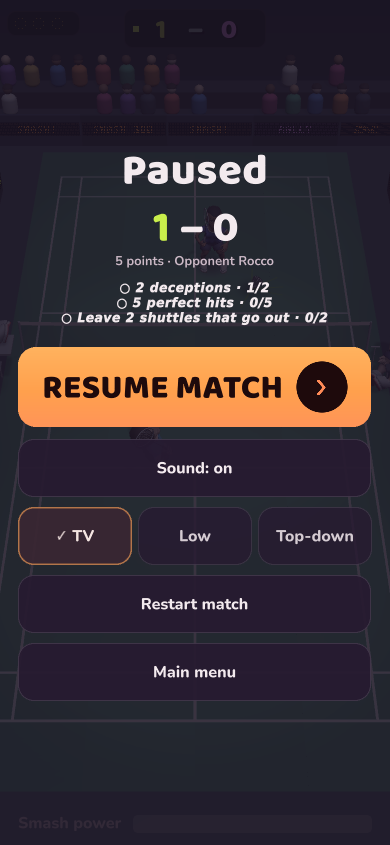 1 – 0
Paused
1 – 0
5 points · Opponent Rocco
○ 2 deceptions · 1/2
○ 5 perfect hits · 0/5
○ Leave 2 shuttles that go out · 0/2
RESUME MATCH ›
Sound: on
✓ TV
Low
Top-down
Restart match
Main menu
Smash power